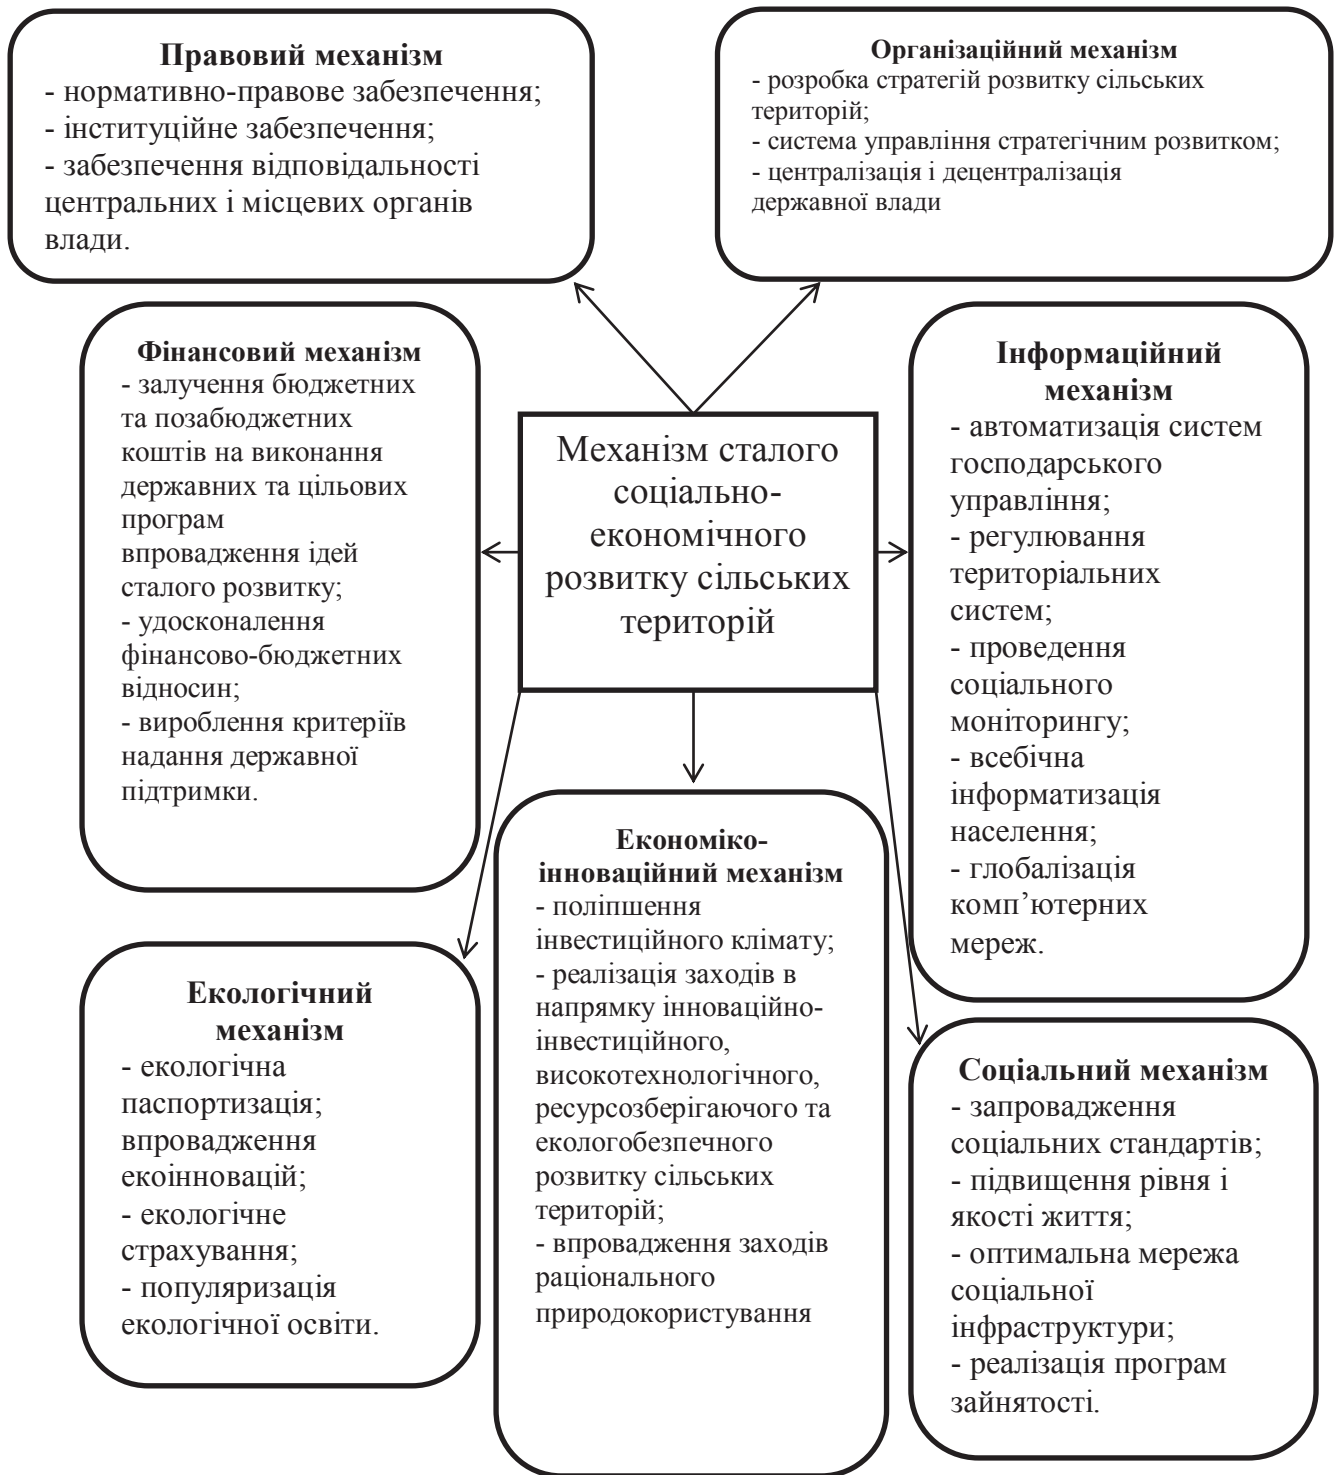 Правовий механізм
- нормативно-правове забезпечення;
- інституційне забезпечення;
- забезпечення відповідальності
центральних і місцевих органів
влади.
Організаційний механізм
- розробка стратегій розвитку сільських
територій;
- система управління стратегічним розвитком;
- централізація і децентралізація
державної влади
Фінансовий механізм
- залучення бюджетних
та позабюджетних
коштів на виконання
державних та цільових
програм
впровадження ідей
сталого розвитку;
- удосконалення
фінансово-бюджетних
відносин;
- вироблення критеріїв
надання державної
підтримки.
Механізм сталого
соціально-
економічного
розвитку сільських
територій
Інформаційний
механізм
- автоматизація систем
господарського
управління;
- регулювання
територіальних
систем;
- проведення
соціального
моніторингу;
- всебічна
інформатизація
населення;
- глобалізація
комп’ютерних
мереж.
Екологічний
механізм
- екологічна
паспортизація;
впровадження
екоінновацій;
- екологічне
страхування;
- популяризація
екологічної освіти.
Економіко-
інноваційний механізм
- поліпшення
інвестиційного клімату;
- реалізація заходів в
напрямку інноваційно-
інвестиційного,
високотехнологічного,
ресурсозберігаючого та
екологобезпечного
розвитку сільських
територій;
- впровадження заходів
раціонального
природокористування
Соціальний механізм
- запровадження
соціальних стандартів;
- підвищення рівня і
якості життя;
- оптимальна мережа
соціальної
інфраструктури;
- реалізація програм
зайнятості.